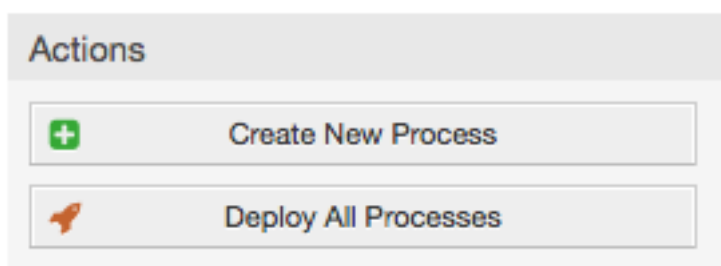 Actions
Create New Process
Deploy All Processes